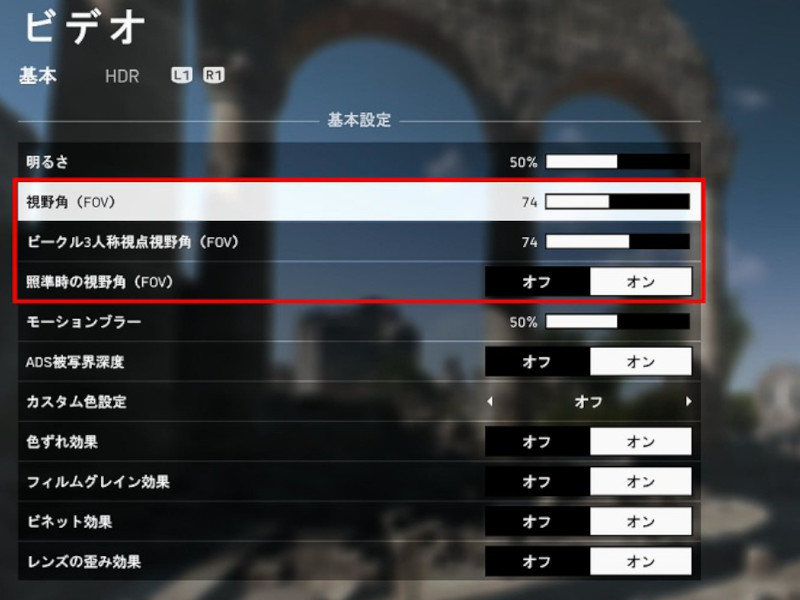 ビデオ
基本 HDR L1 R1
基本設定
明るさ 50%
視野角（FOV） 74
ビークル3人称視点視野角（FOV） 74
照準時の視野角（FOV） オフ オン
モーションブラー 50%
ADS被写界深度 オフ オン
カスタム色設定 オフ
色ずれ効果 オフ オン
フィルムグレイン効果 オフ オン
ビネット効果 オフ オン
レンズの歪み効果 オフ オン